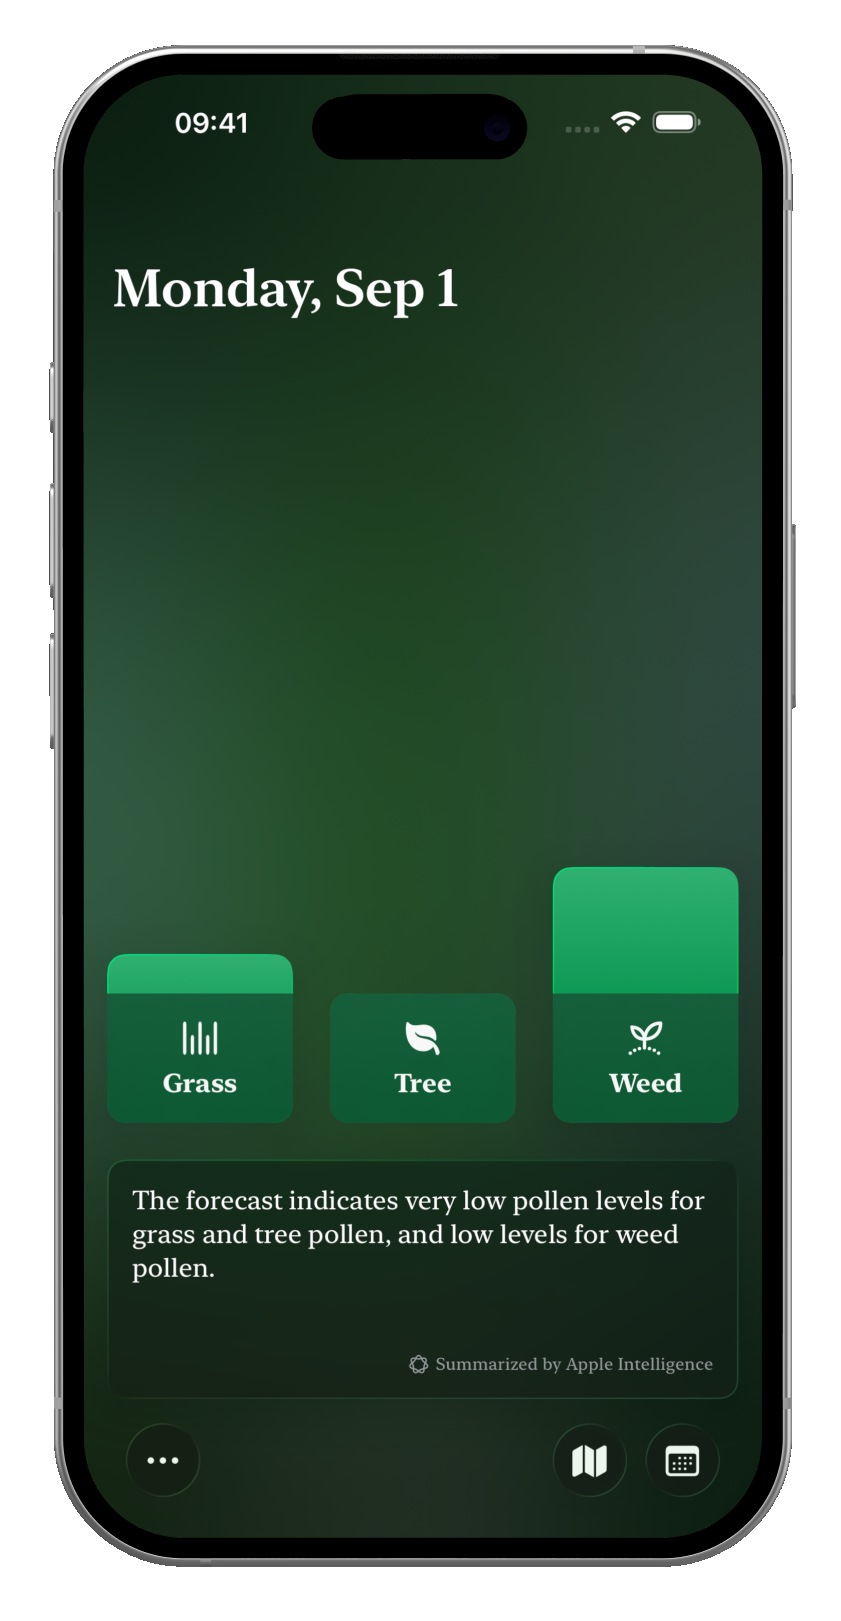 09:41
Monday, Sep 1
Grass
Tree
Weed
The forecast indicates very low pollen levels for
grass and tree pollen, and low levels for weed
pollen.
Summarized by Apple Intelligence